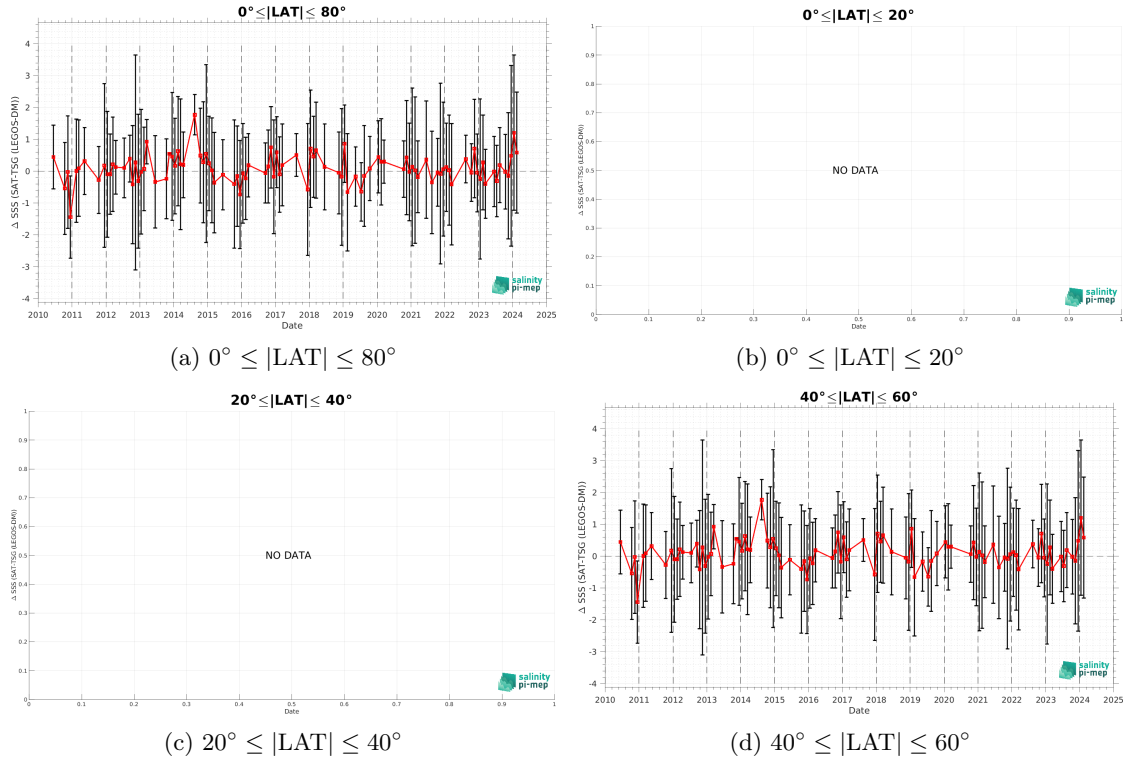 0°≤|LAT|≤ 80°
Δ SSS (SAT-TSG (LEGOS-DM))
4
3
2
1
0
-1
-2
-3
-4
2010 2011 2012 2013 2014 2015 2016 2017 2018 2019 2020 2021 2022 2023 2024 2025
Date
salinity
pi-mep
(a) 0° ≤ |LAT| ≤ 80°
0°≤|LAT|≤ 20°
Δ SSS (SAT-TSG (LEGOS-DM))
1
0.9
0.8
0.7
0.6
0.5
0.4
0.3
0.2
0.1
0
NO DATA
0 0.1 0.2 0.3 0.4 0.5 0.6 0.7 0.8 0.9 1
Date
salinity
pi-mep
(b) 0° ≤ |LAT| ≤ 20°
20°≤|LAT|≤ 40°
Δ SSS (SAT-TSG (LEGOS-DM))
1
0.9
0.8
0.7
0.6
0.5
0.4
0.3
0.2
0.1
0
NO DATA
0 0.1 0.2 0.3 0.4 0.5 0.6 0.7 0.8 0.9 1
Date
salinity
pi-mep
(c) 20° ≤ |LAT| ≤ 40°
40°≤|LAT|≤ 60°
Δ SSS (SAT-TSG (LEGOS-DM))
4
3
2
1
0
-1
-2
-3
-4
2010 2011 2012 2013 2014 2015 2016 2017 2018 2019 2020 2021 2022 2023 2024 2025
Date
salinity
pi-mep
(d) 40° ≤ |LAT| ≤ 60°